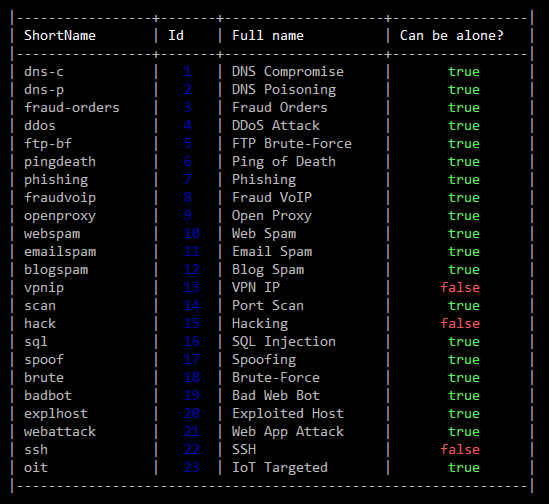 |-----------------+-------+--------------------+-----------------|
| ShortName       | Id    | Full name          | Can be alone?   |
|-----------------+-------+--------------------+-----------------|
| dns-c           |   1   | DNS Compromise     |       true      |
| dns-p           |   2   | DNS Poisoning      |       true      |
| fraud-orders    |   3   | Fraud Orders       |       true      |
| ddos            |   4   | DDoS Attack        |       true      |
| ftp-bf          |   5   | FTP Brute-Force    |       true      |
| pingdeath       |   6   | Ping of Death      |       true      |
| phishing        |   7   | Phishing           |       true      |
| fraudvoip       |   8   | Fraud VoIP         |       true      |
| openproxy       |   9   | Open Proxy         |       true      |
| webspam         |   10  | Web Spam           |       true      |
| emailspam       |   11  | Email Spam         |       true      |
| blogspam        |   12  | Blog Spam          |       true      |
| vpnip           |   13  | VPN IP             |      false      |
| scan            |   14  | Port Scan          |       true      |
| hack            |   15  | Hacking            |      false      |
| sql             |   16  | SQL Injection      |       true      |
| spoof           |   17  | Spoofing           |       true      |
| brute           |   18  | Brute-Force        |       true      |
| badbot          |   19  | Bad Web Bot        |       true      |
| explhost        |   20  | Exploited Host     |       true      |
| webattack       |   21  | Web App Attack     |       true      |
| ssh             |   22  | SSH                |      false      |
| oit             |   23  | IoT Targeted       |       true      |
|-----------------+-------+--------------------+-----------------|